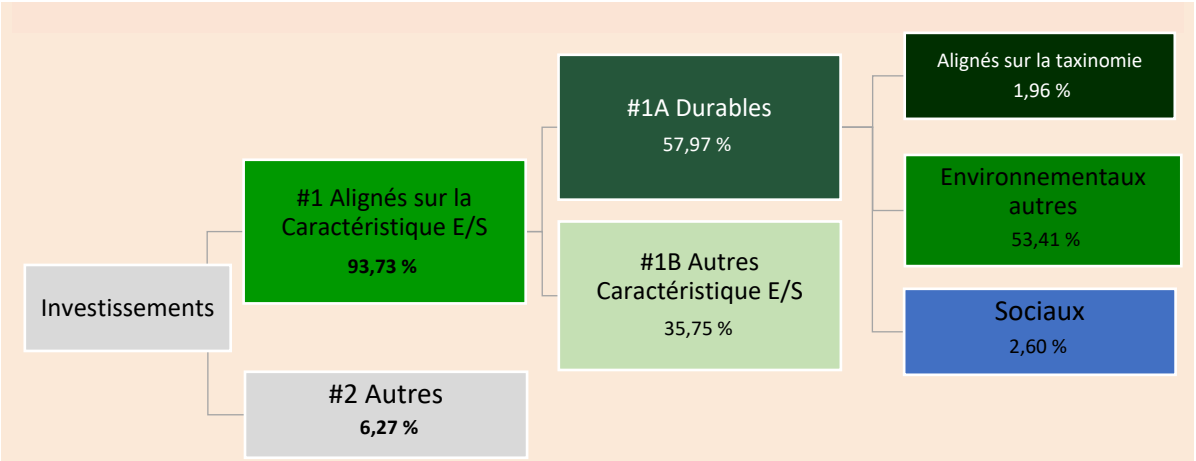 Investissements
#1 Alignés sur la
Caractéristique E/S
93,73 %
#2 Autres
6,27 %
#1A Durables
57,97 %
#1B Autres
Caractéristique E/S
35,75 %
Alignés sur la taxinomie
1,96 %
Environnementaux
autres
53,41 %
Sociaux
2,60 %